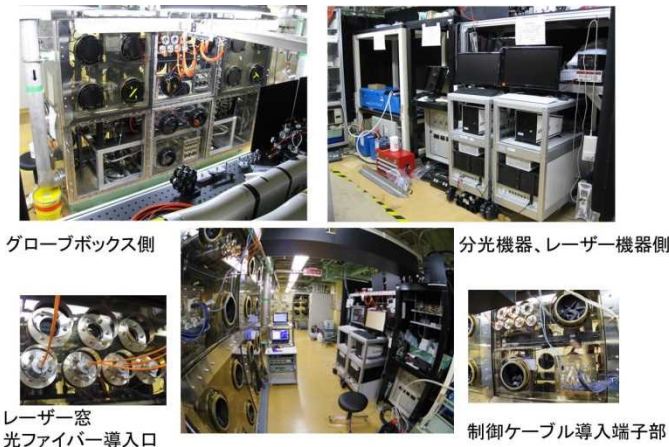 グローブボックス側
分光機器、レーザー機器側
レーザー窓
光ファイバー導入口
制御ケーブル導入端子部